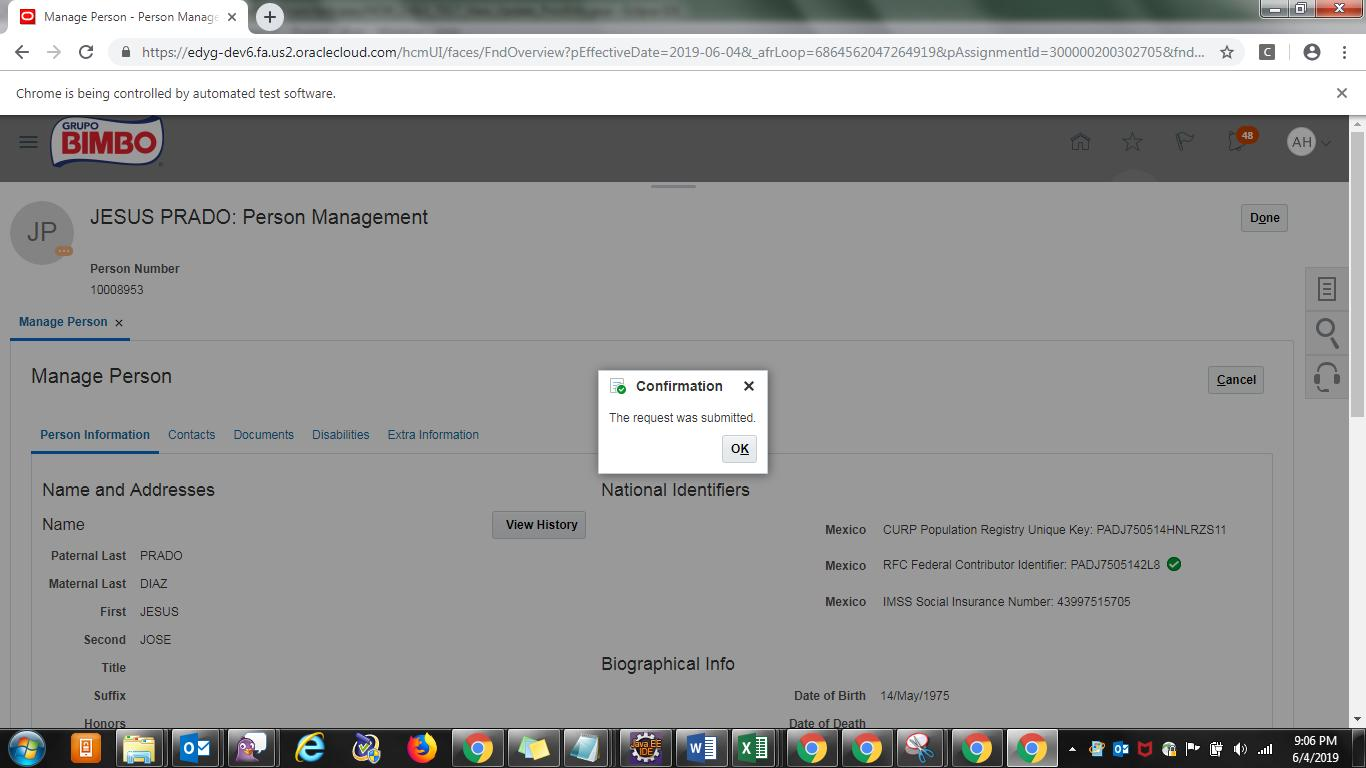 Manage Person - Person Manage
https://edyg-dev6.fa.us2.oraclecloud.com/hcmUI/faces/FndOverview?pEffectiveDate=2019-06-04&_afrLoop=6864562047264919&pAssignmentId=300000200302705&fnd...
C
Chrome is being controlled by automated test software.
GRUPO
BIMBO
48
AH
JP
JESUS PRADO: Person Management
Done
Person Number
10008953
Manage Person
Manage Person
Cancel
Confirmation
The request was submitted.
OK
Person Information Contacts Documents Disabilities Extra Information
Name and Addresses
Name
View History
Paternal Last PRADO
Maternal Last DIAZ
First JESUS
Second JOSE
Title
Suffix
Honors
National Identifiers
Mexico CURP Population Registry Unique Key: PADJ750514HNLRZS11
Mexico RFC Federal Contributor Identifier: PADJ7505142L8
Mexico IMSS Social Insurance Number: 43997515705
Biographical Info
Date of Birth 14/May/1975
Date of Death
Java EE
IDE
9:06 PM
6/4/2019